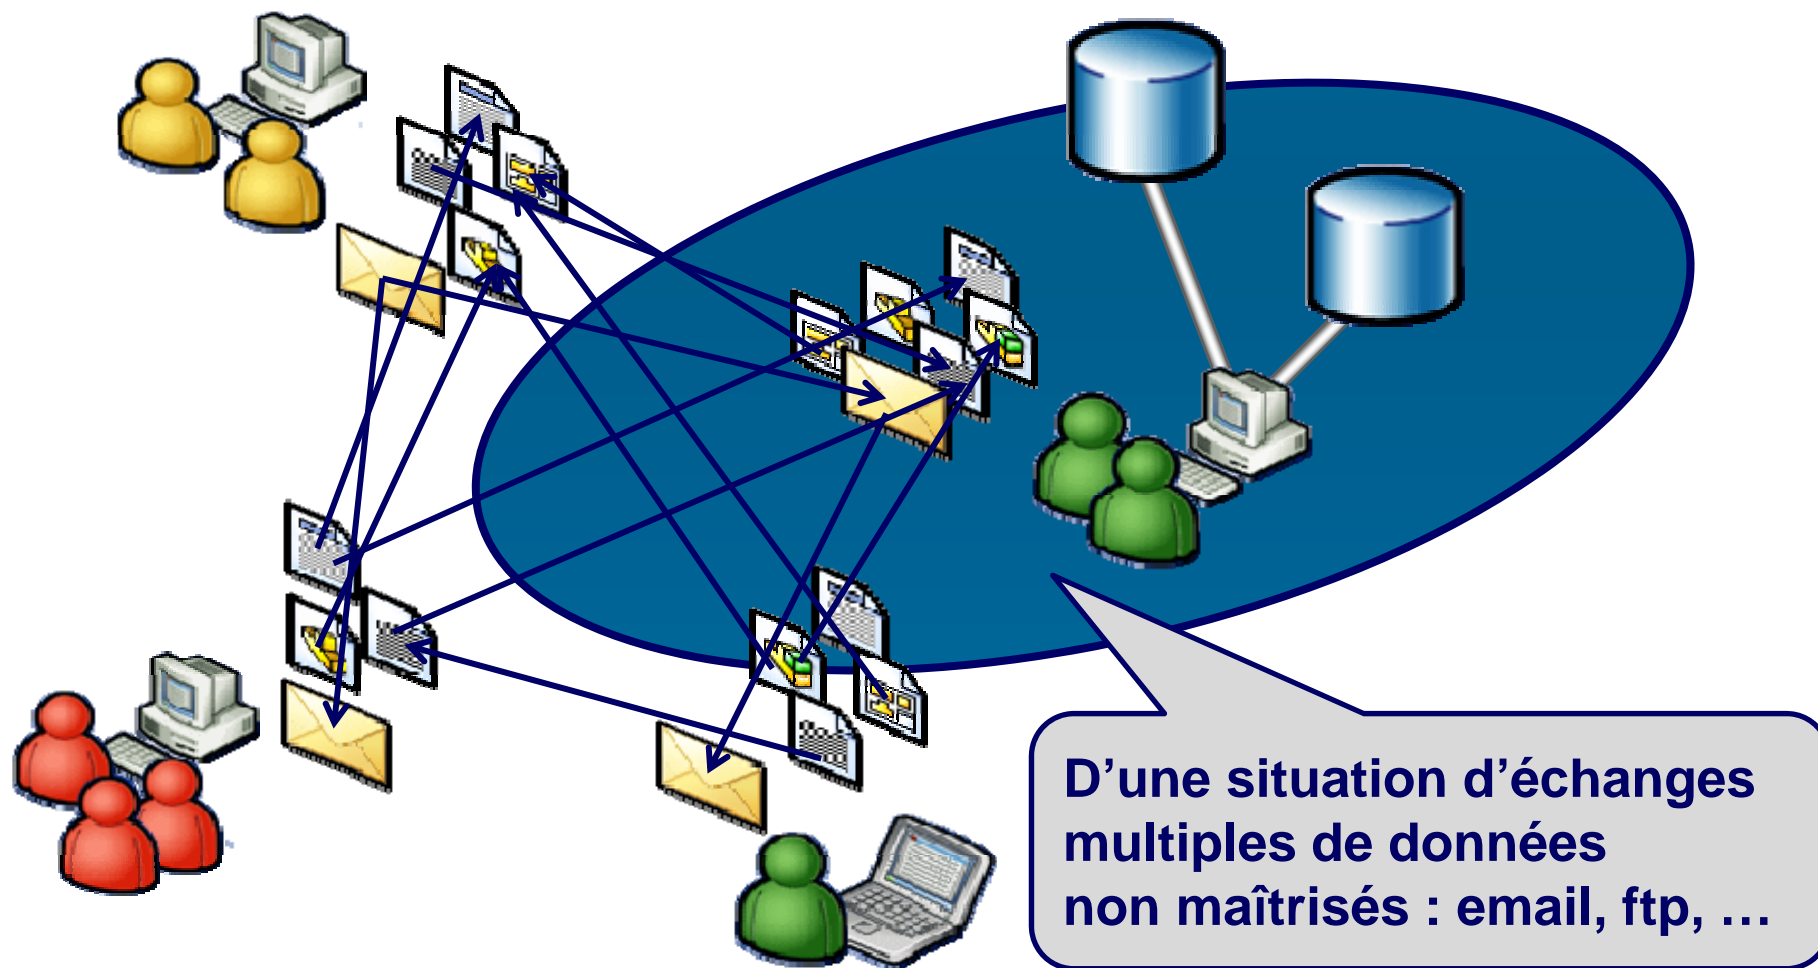 D’une situation d’échanges
multiples de données
non maîtrisés : email, ftp, …